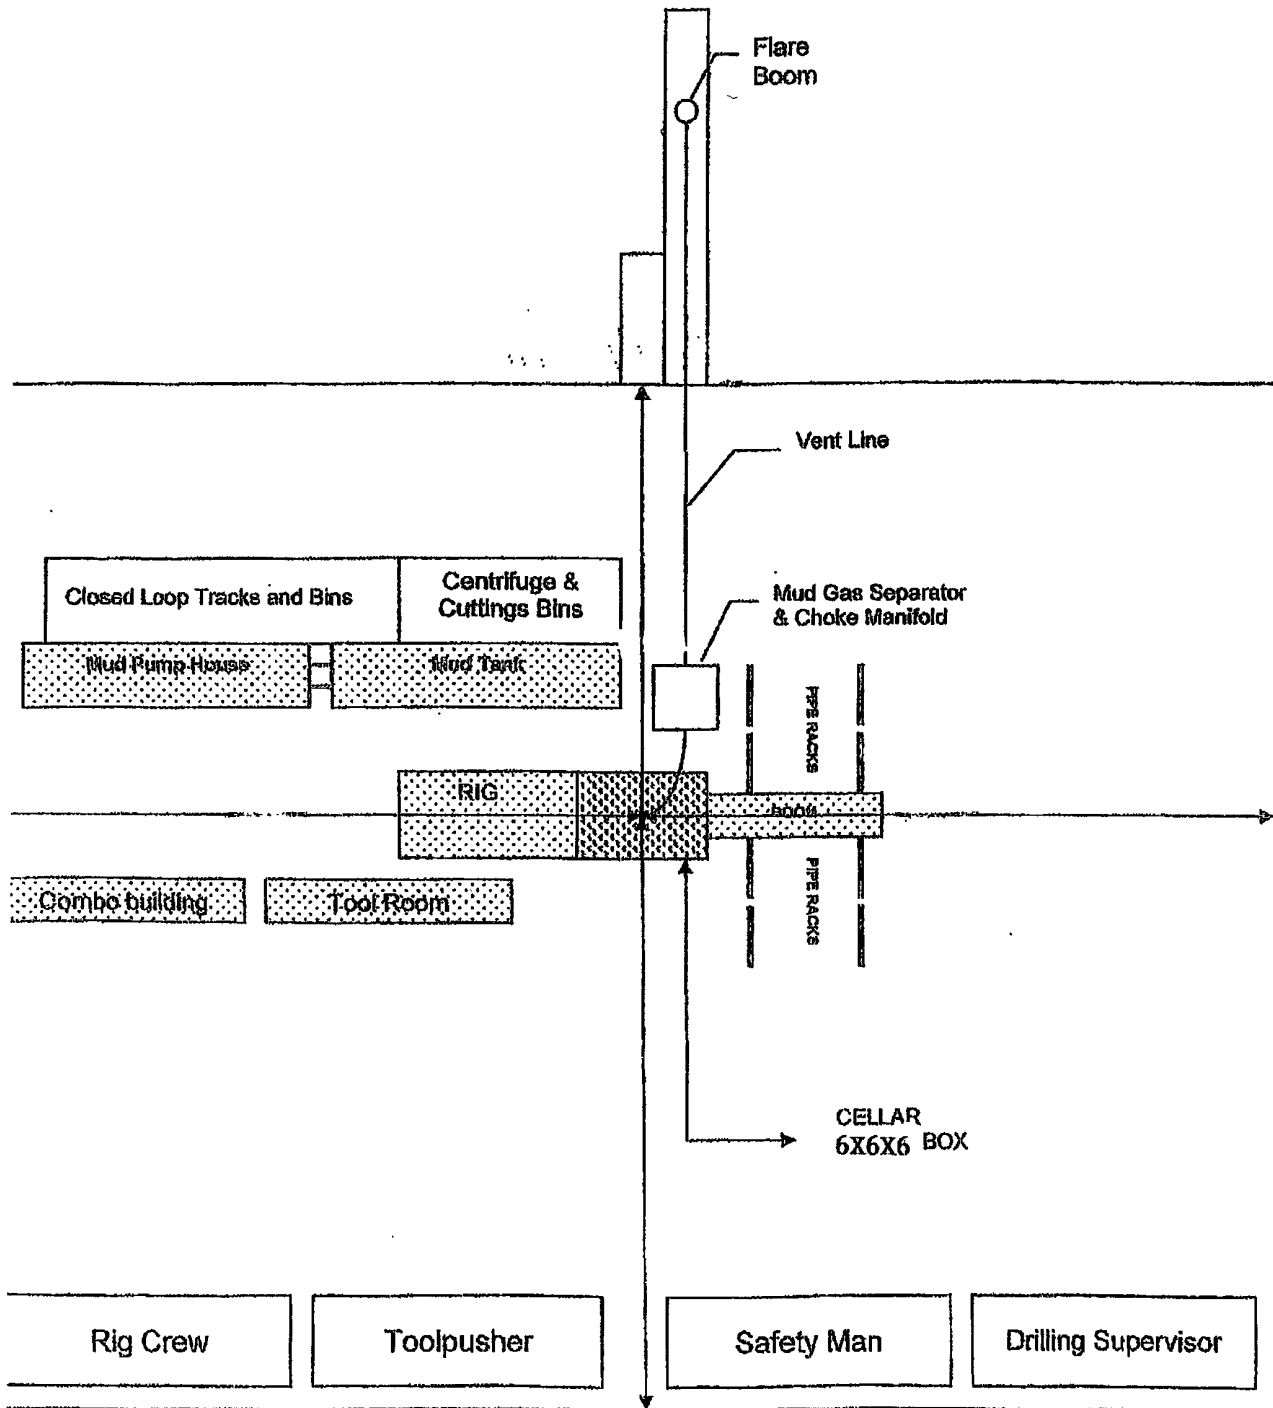 Flare
Boom
Vent Line
Closed Loop Tracks and Bins
Centrifuge &
Cuttings Bins
Mud Gas Separator
& Choke Manifold
Mud Pump House
Mud Tank
PIPE RACKS
RIG
PIPE RACKS
Combo building
Tool Room
CELLAR
6X6X6 BOX
Rig Crew
Toolpusher
Safety Man
Drilling Supervisor